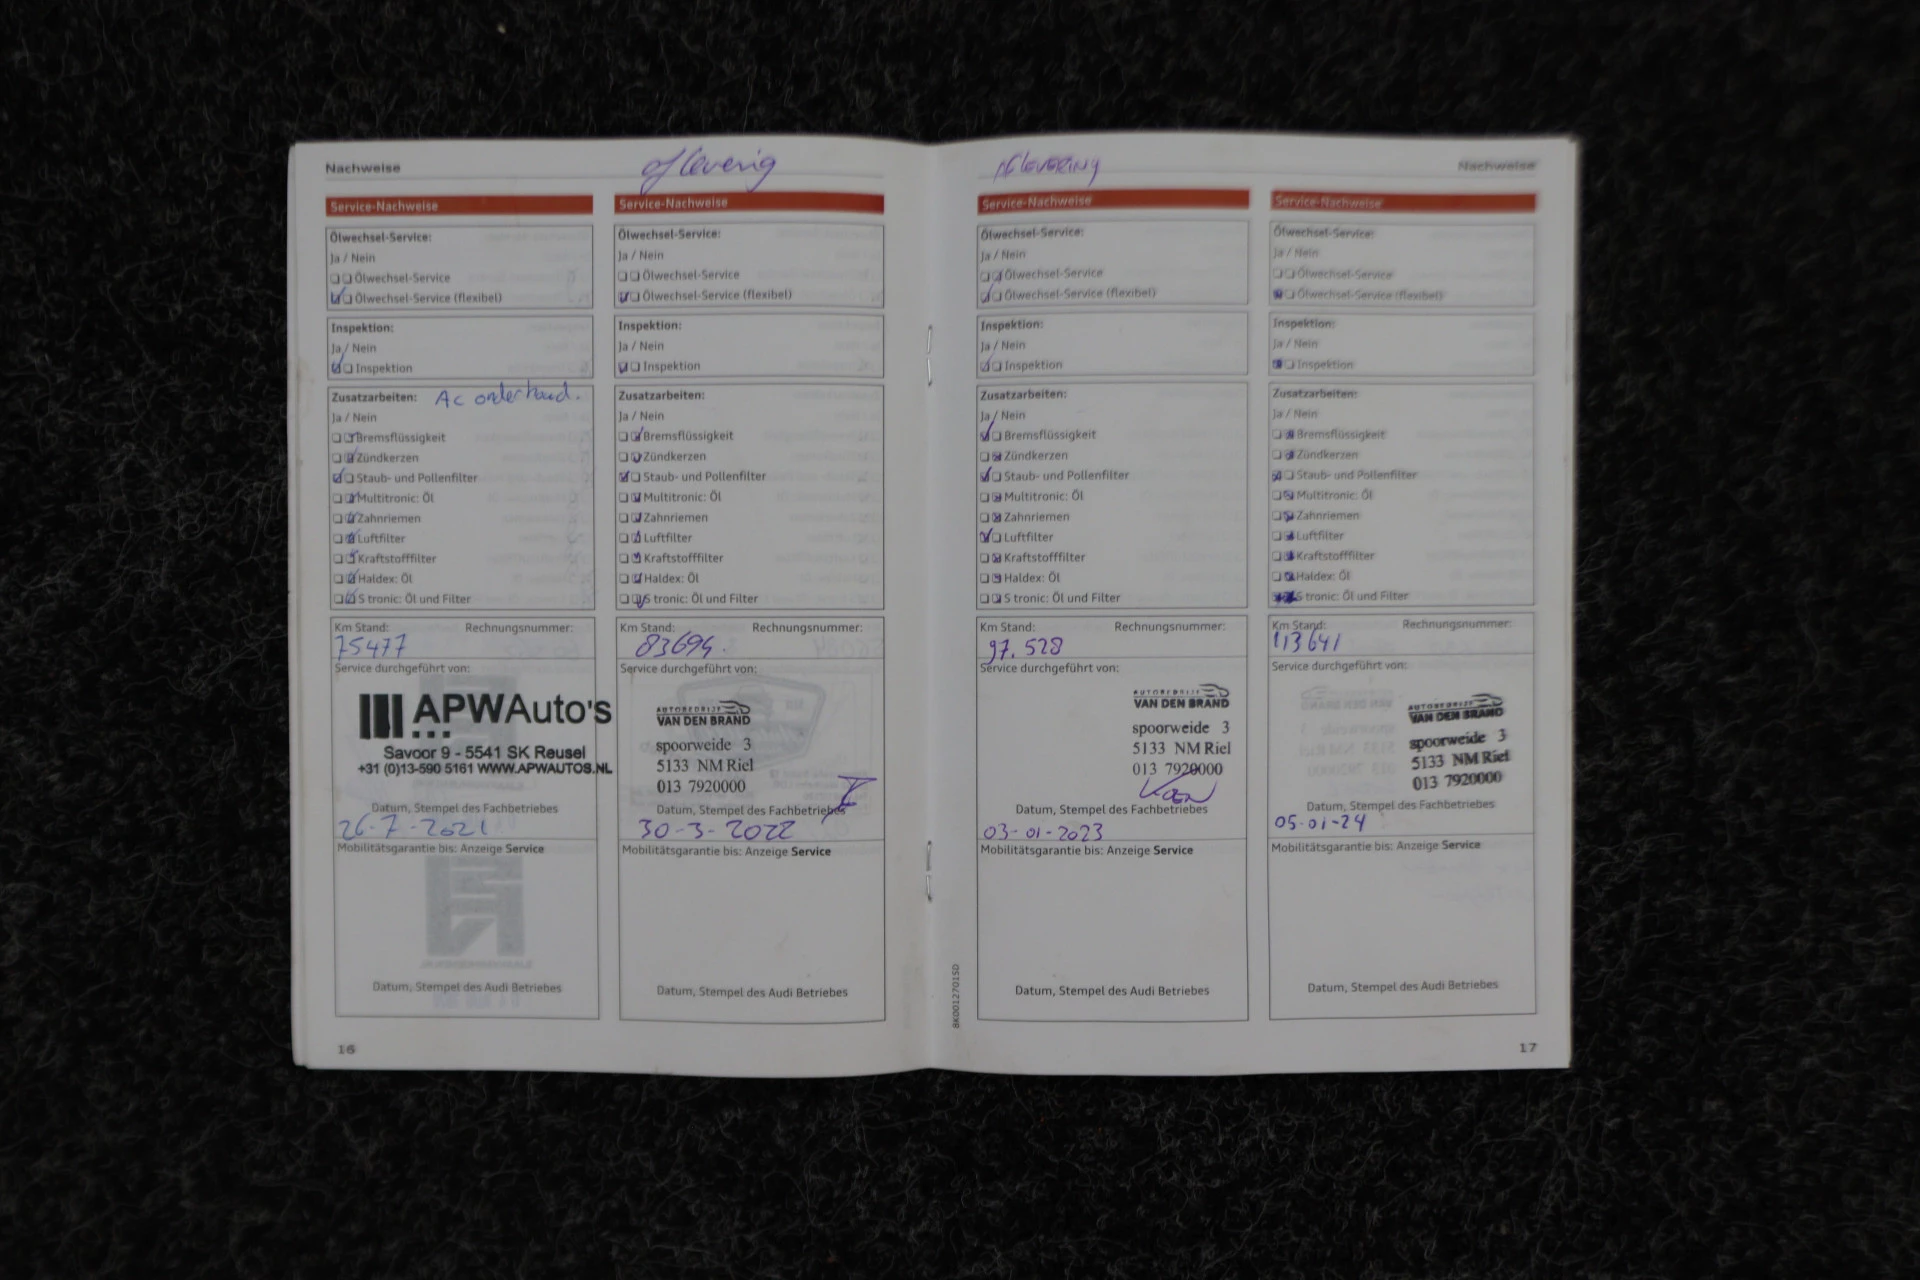 Nachweise
Service-Nachweise
Ölwechsel-Service:
Ja / Nein
Ölwechsel-Service
Ölwechsel-Service (flexibel)
Inspektion:
Ja / Nein
Inspektion
Zusatzarbeiten: Ac onderhoud.
Ja / Nein
Bremsflüssigkeit
Zündkerzen
Staub- und Pollenfilter
Multitronic: Öl
Zahnriemen
Luftfilter
Kraftstofffilter
Haldex: Öl
S tronic: Öl und Filter
Km Stand: Rechnungsnummer:
75477
Service durchgeführt von:
APWAuto's
Savoor 9 - 5541 SK Reusel
+31 (0)13-590 5161 WWW.APWAUTOS.NL
Datum, Stempel des Fachbetriebes
26-7-2021
Mobilitätsgarantie bis: Anzeige Service
Datum, Stempel des Audi Betriebes
16
aflevering
Service-Nachweise
Ölwechsel-Service:
Ja / Nein
Ölwechsel-Service
Ölwechsel-Service (flexibel)
Inspektion:
Ja / Nein
Inspektion
Zusatzarbeiten:
Ja / Nein
Bremsflüssigkeit
Zündkerzen
Staub- und Pollenfilter
Multitronic: Öl
Zahnriemen
Luftfilter
Kraftstofffilter
Haldex: Öl
S tronic: Öl und Filter
Km Stand: Rechnungsnummer:
83694.
Service durchgeführt von:
AUTOBEDRIJF
VAN DEN BRAND
spoorweide 3
5133 NM Riel
013 7920000
Datum, Stempel des Fachbetriebes
30-3-2022
Mobilitätsgarantie bis: Anzeige Service
Datum, Stempel des Audi Betriebes
AFLEVERING
Service-Nachweise
Ölwechsel-Service:
Ja / Nein
Ölwechsel-Service
Ölwechsel-Service (flexibel)
Inspektion:
Ja / Nein
Inspektion
Zusatzarbeiten:
Ja / Nein
Bremsflüssigkeit
Zündkerzen
Staub- und Pollenfilter
Multitronic: Öl
Zahnriemen
Luftfilter
Kraftstofffilter
Haldex: Öl
S tronic: Öl und Filter
Km Stand: Rechnungsnummer:
97.528
Service durchgeführt von:
AUTOBEDRIJF
VAN DEN BRAND
spoorweide 3
5133 NM Riel
013 7920000
Koen
Datum, Stempel des Fachbetriebes
03-01-2023
Mobilitätsgarantie bis: Anzeige Service
Datum, Stempel des Audi Betriebes
8K0012701SD
Nachweise
Service-Nachweise
Ölwechsel-Service:
Ja / Nein
Ölwechsel-Service
Ölwechsel-Service (flexibel)
Inspektion:
Ja / Nein
Inspektion
Zusatzarbeiten:
Ja / Nein
Bremsflüssigkeit
Zündkerzen
Staub- und Pollenfilter
Multitronic: Öl
Zahnriemen
Luftfilter
Kraftstofffilter
Haldex: Öl
S tronic: Öl und Filter
Km Stand: Rechnungsnummer:
113641
Service durchgeführt von:
AUTOBEDRIJF
VAN DEN BRAND
spoorweide 3
5133 NM Riel
013 7920000
Datum, Stempel des Fachbetriebes
05-01-24
Mobilitätsgarantie bis: Anzeige Service
Datum, Stempel des Audi Betriebes
17